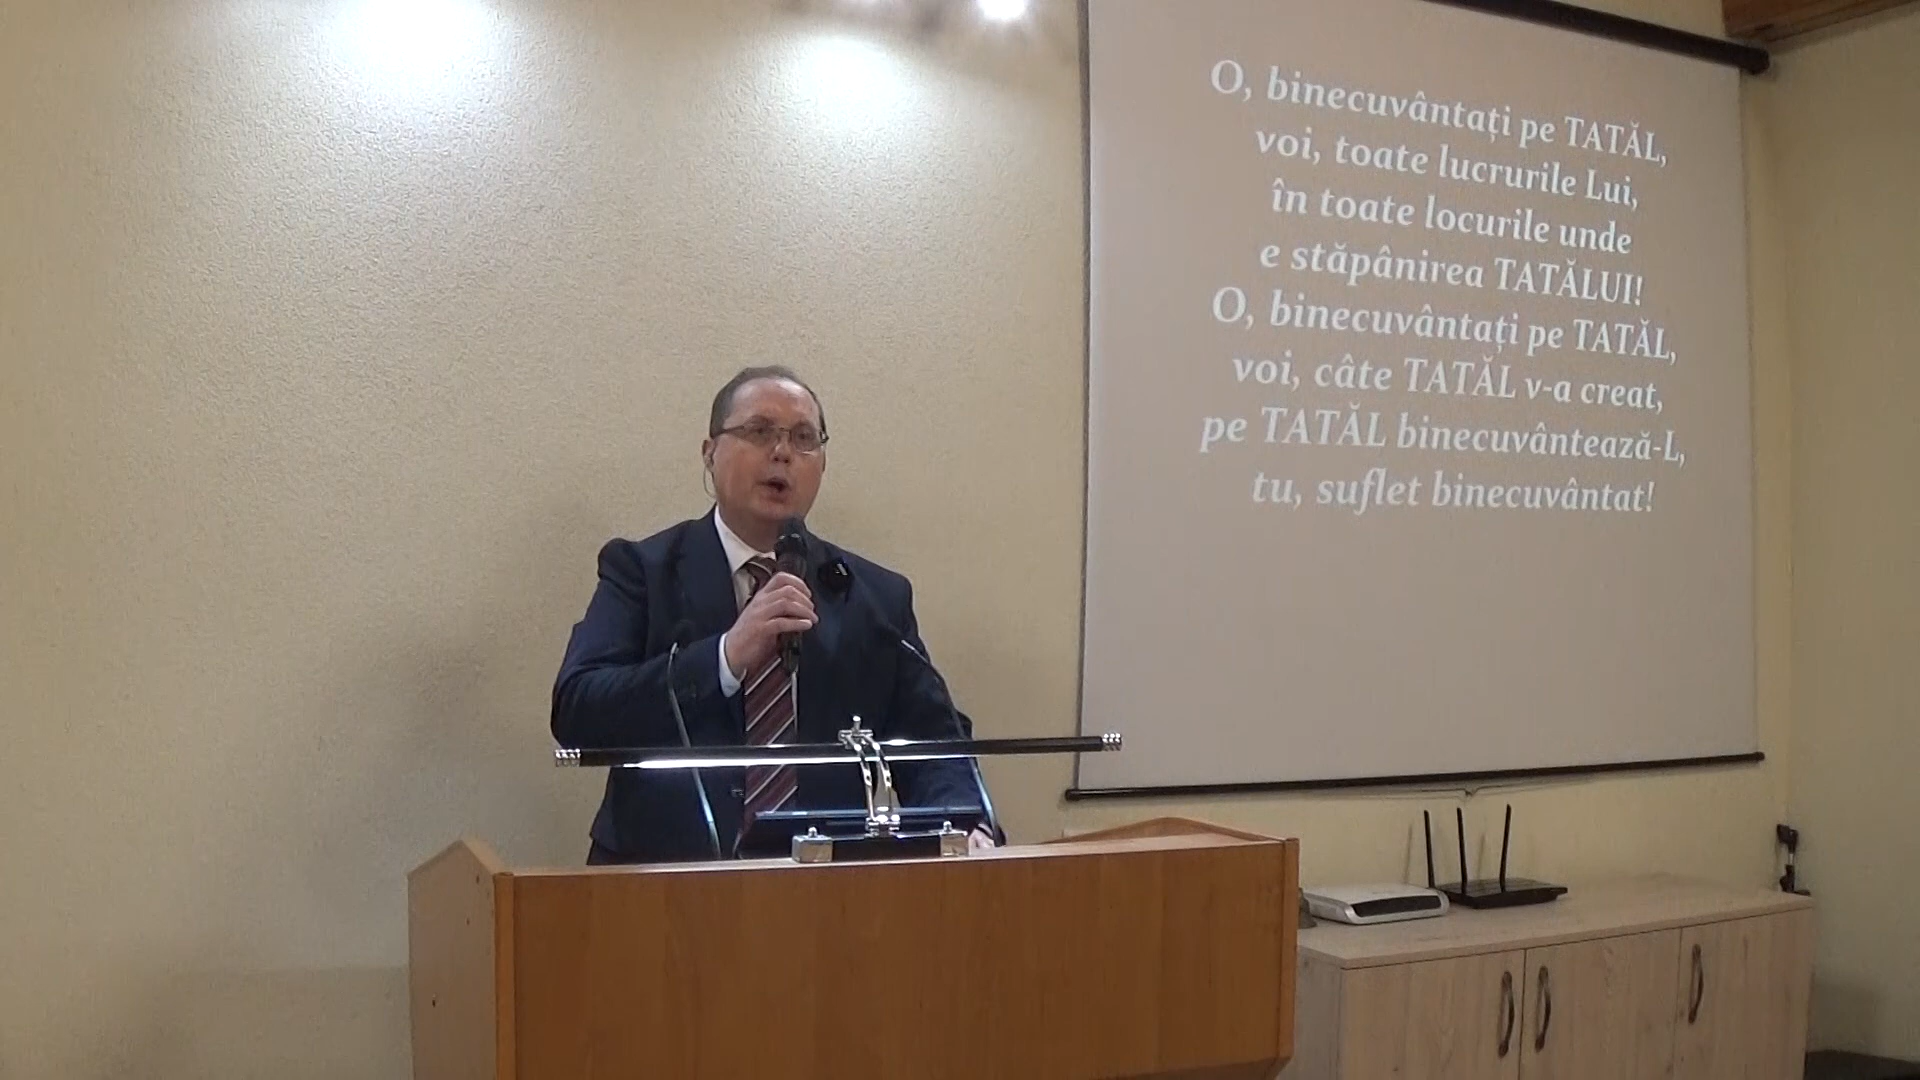 O, binecuvântați pe TATĂL,
voi, toate lucrurile Lui,
în toate locurile unde
e stăpânirea TATĂLUI!
O, binecuvântați pe TATĂL,
voi, câte TATĂL v-a creat,
pe TATĂL binecuvântează-L,
tu, suflet binecuvântat!